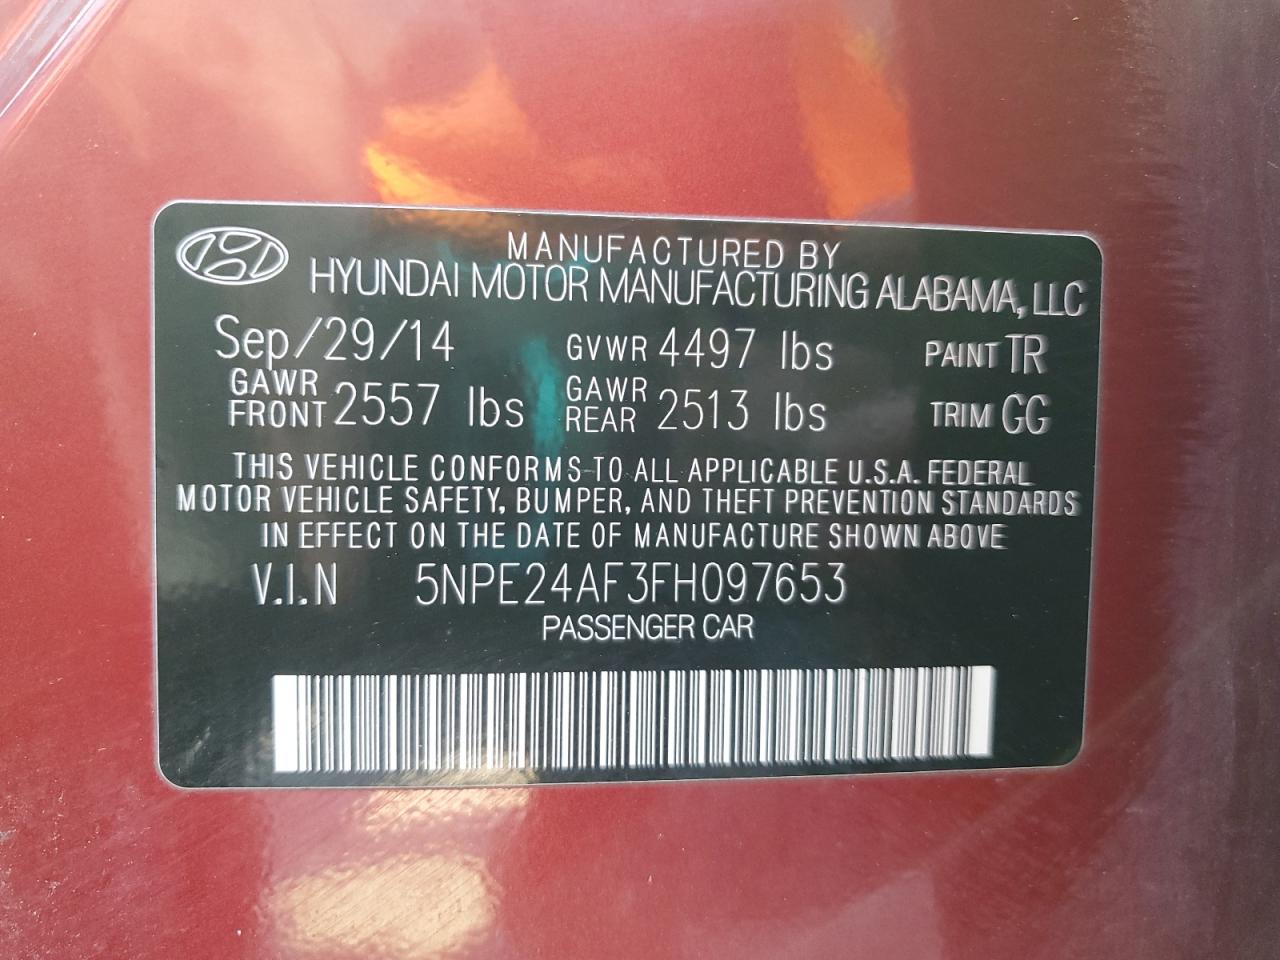 MANUFACTURED BY
HYUNDAI MOTOR MANUFACTURING ALABAMA, LLC
Sep/29/14 GVWR 4497 lbs PAINT TR
GAWR FRONT 2557 lbs GAWR REAR 2513 lbs TRIM GG
THIS VEHICLE CONFORMS TO ALL APPLICABLE U.S.A. FEDERAL
MOTOR VEHICLE SAFETY, BUMPER, AND THEFT PREVENTION STANDARDS
IN EFFECT ON THE DATE OF MANUFACTURE SHOWN ABOVE
V.I.N 5NPE24AF3FH097653
PASSENGER CAR